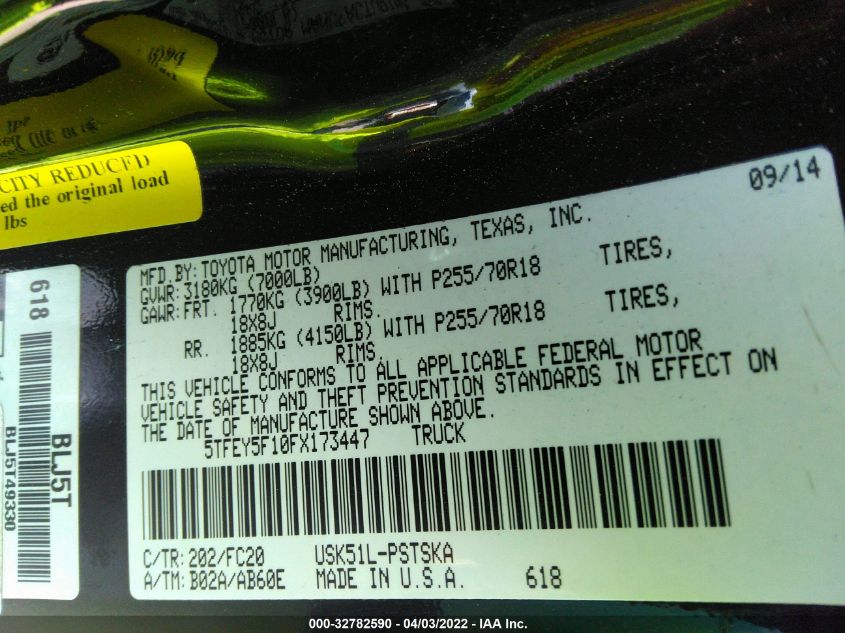 CITY REDUCED
ed the original load
lbs
09/14
MFD.BY:TOYOTA MOTOR MANUFACTURING, TEXAS, INC.
GVWR:3180KG (7000LB)
GAWR:FRT. 1770KG (3900LB) WITH P255/70R18 TIRES,
18X8J RIMS.
RR. 1885KG (4150LB) WITH P255/70R18 TIRES,
18X8J RIMS.
THIS VEHICLE CONFORMS TO ALL APPLICABLE FEDERAL MOTOR
VEHICLE SAFETY AND THEFT PREVENTION STANDARDS IN EFFECT ON
THE DATE OF MANUFACTURE SHOWN ABOVE.
5TFEY5F10FX173447 TRUCK
C/TR:202/FC20 USK51L-PSTSKA
A/TM:B02A/AB60E MADE IN U.S.A. 618
618
BLJ5T
BLJ5T49330
000-32782590 - 04/03/2022 - IAA Inc.